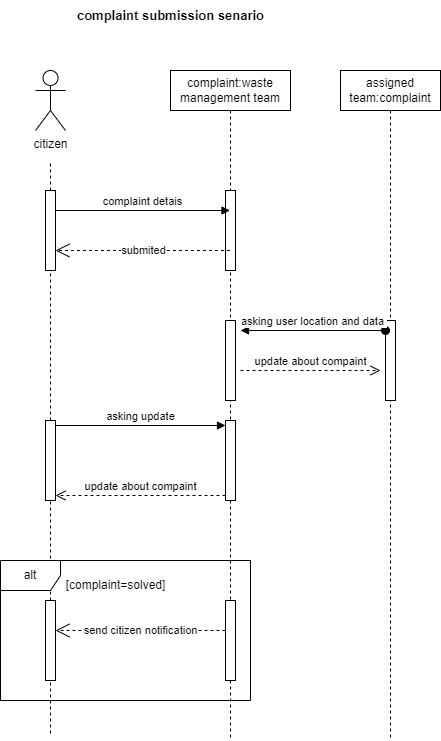 complaint submission senario
complaint:waste
management team
assigned
team:complaint
citizen
complaint detais
submited
asking user location and data
update about compaint
asking update
update about compaint
alt
[complaint=solved]
send citizen notification